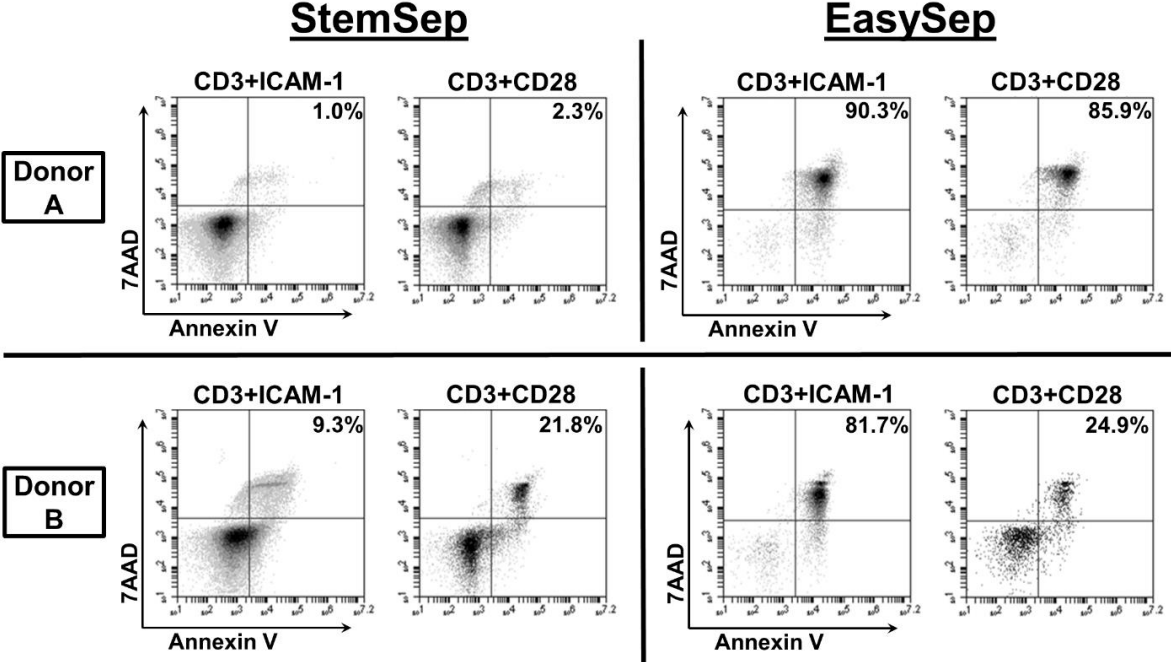 StemSep
EasySep
CD3+ICAM-1
CD3+CD28
CD3+ICAM-1
CD3+CD28
1.0%
2.3%
90.3%
85.9%
Donor
A
7AAD
7AAD
Annexin V
Annexin V
CD3+ICAM-1
CD3+CD28
CD3+ICAM-1
CD3+CD28
9.3%
21.8%
81.7%
24.9%
Donor
B
7AAD
7AAD
Annexin V
Annexin V